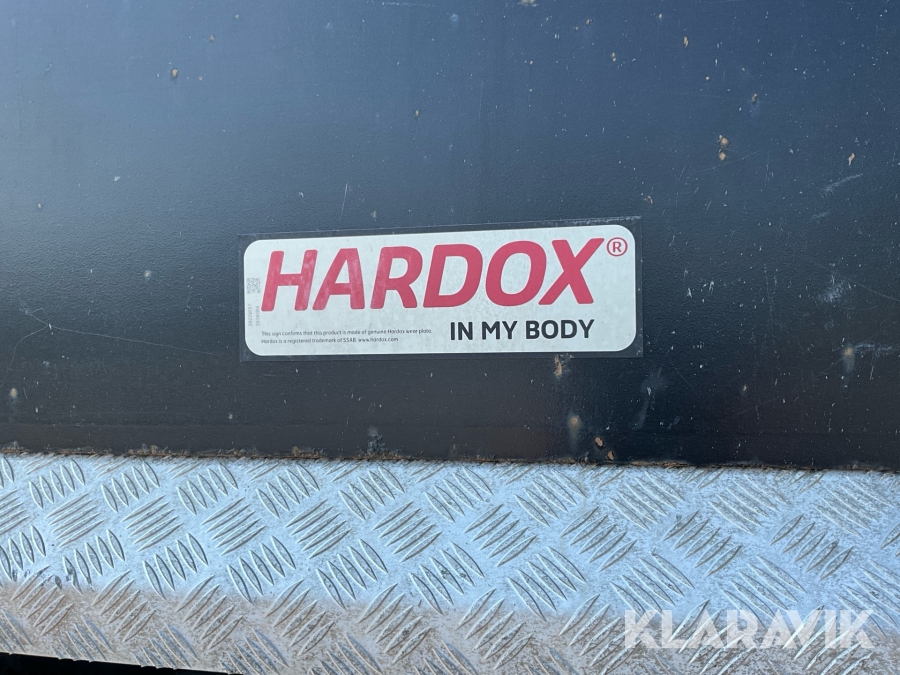 HARDOX®
IN MY BODY
This sign confirms that this product is made of genuine Hardox wear plate.
Hardox is a registered trademark of SSAB. www.hardox.com
KLARAVIK